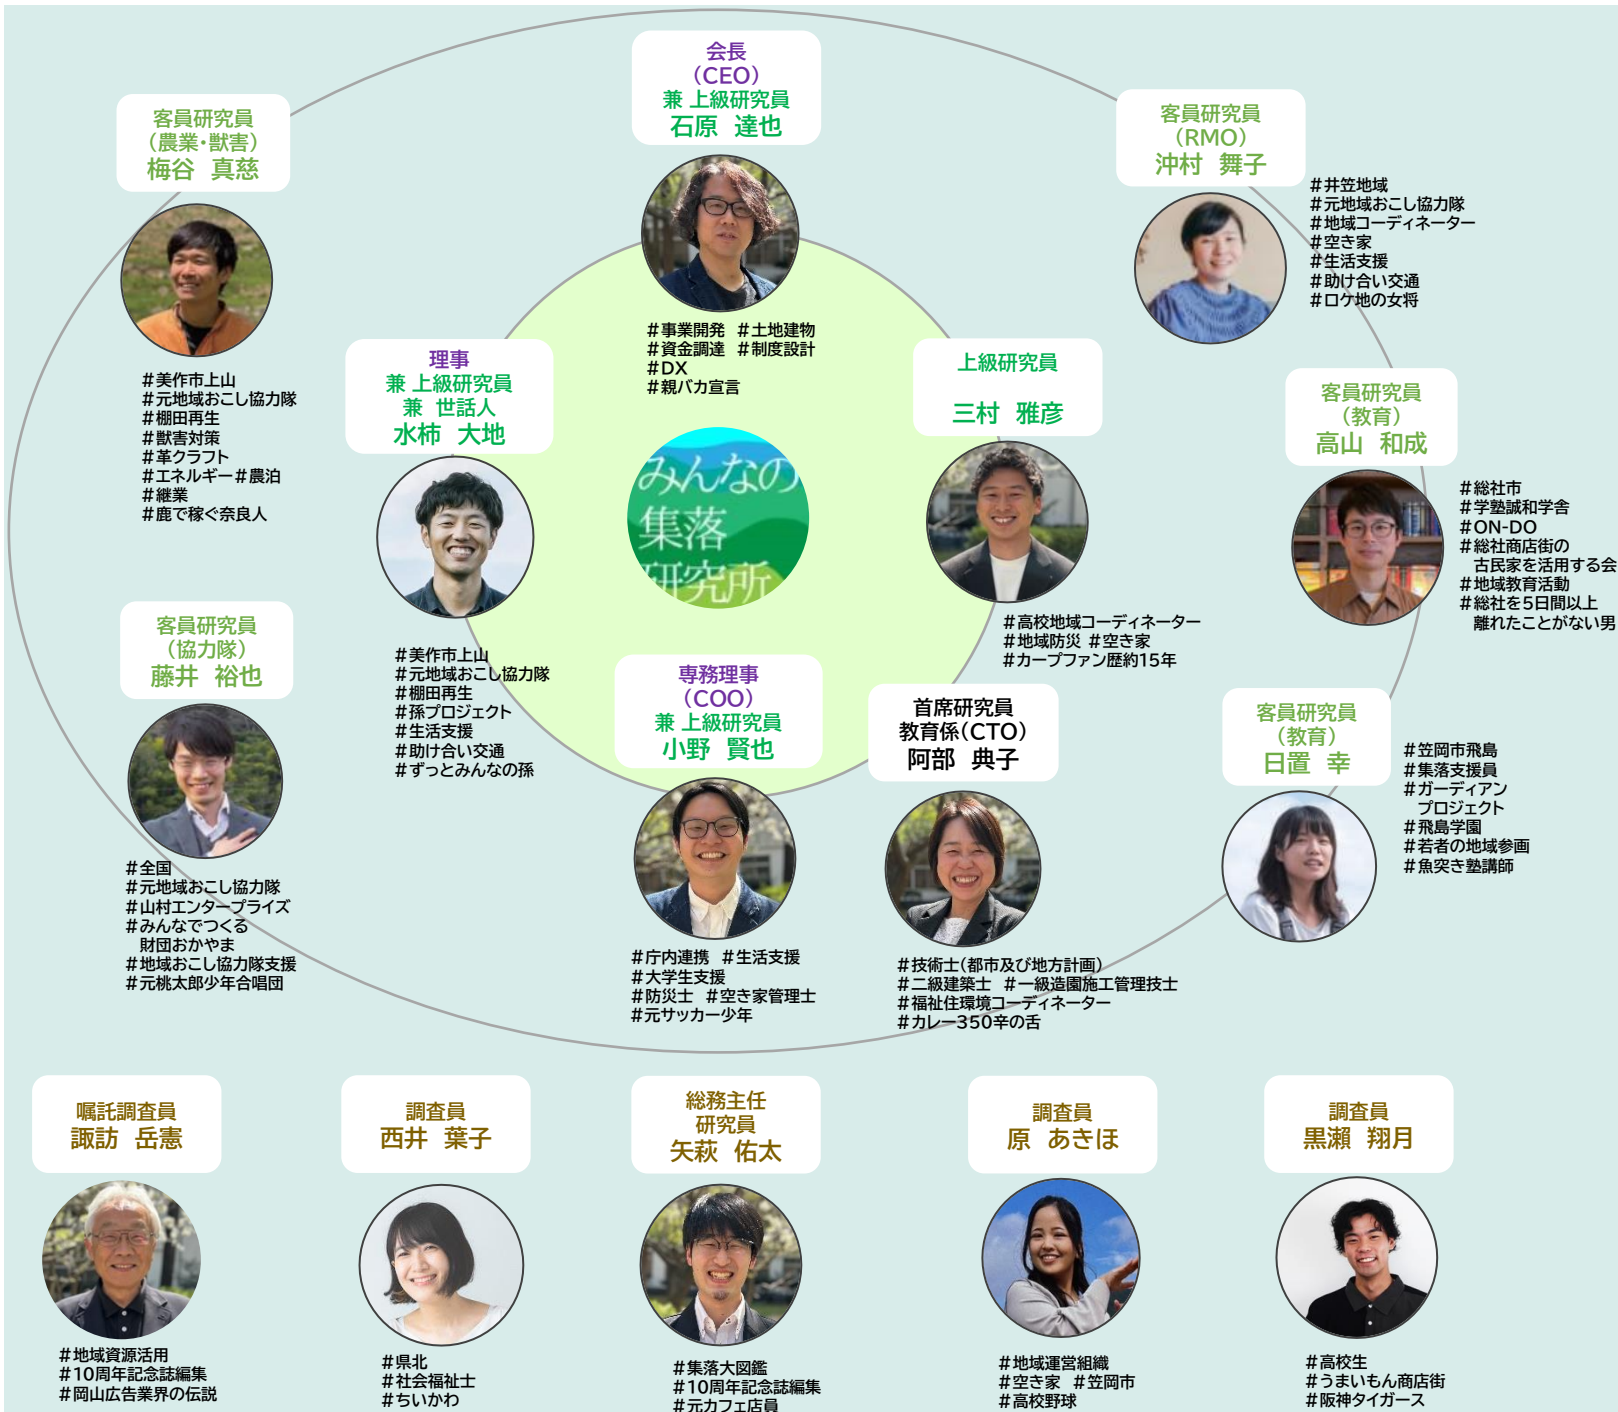 会長
（CEO）
兼 上級研究員
石原 達也
#事業開発 #土地建物
#資金調達 #制度設計
#DX
#親バカ宣言
客員研究員
（農業・獣害）
梅谷 真慈
#美作市上山
#元地域おこし協力隊
#棚田再生
#獣害対策
#革クラフト
#エネルギー#農泊
#継業
#鹿で稼ぐ奈良人
客員研究員
（RMO）
沖村 舞子
#井笠地域
#元地域おこし協力隊
#地域コーディネーター
#空き家
#生活支援
#助け合い交通
#ロケ地の女将
理事
兼 上級研究員
兼 世話人
水柿 大地
#美作市上山
#元地域おこし協力隊
#棚田再生
#孫プロジェクト
#生活支援
#助け合い交通
#ずっとみんなの孫
みんなの
集落
研究所
上級研究員
三村 雅彦
#高校地域コーディネーター
#地域防災 #空き家
#カープファン歴約15年
客員研究員
（教育）
高山 和成
#総社市
#学塾誠和学舎
#ON-DO
#総社商店街の
古民家を活用する会
#地域教育活動
#総社を5日間以上
離れたことがない男
客員研究員
（協力隊）
藤井 裕也
#全国
#元地域おこし協力隊
#山村エンタープライズ
#みんなでつくる
財団おかやま
#地域おこし協力隊支援
#元桃太郎少年合唱団
専務理事
（COO）
兼 上級研究員
小野 賢也
#庁内連携 #生活支援
#大学生支援
#防災士 #空き家管理士
#元サッカー少年
首席研究員
教育係（CTO）
阿部 典子
#技術士（都市及び地方計画）
#二級建築士 #一級造園施工管理技士
#福祉住環境コーディネーター
#カレー350辛の舌
客員研究員
（教育）
日置 幸
#笠岡市飛島
#集落支援員
#ガーディアン
プロジェクト
#飛島学園
#若者の地域参画
#魚突き塾講師
嘱託調査員
諏訪 岳憲
#地域資源活用
#10周年記念誌編集
#岡山広告業界の伝説
調査員
西井 葉子
#県北
#社会福祉士
#ちいかわ
総務主任
研究員
矢萩 佑太
#集落大図鑑
#10周年記念誌編集
#元カフェ店員
調査員
原 あきほ
#地域運営組織
#空き家 #笠岡市
#高校野球
調査員
黒瀬 翔月
#高校生
#うまいもん商店街
#阪神タイガース